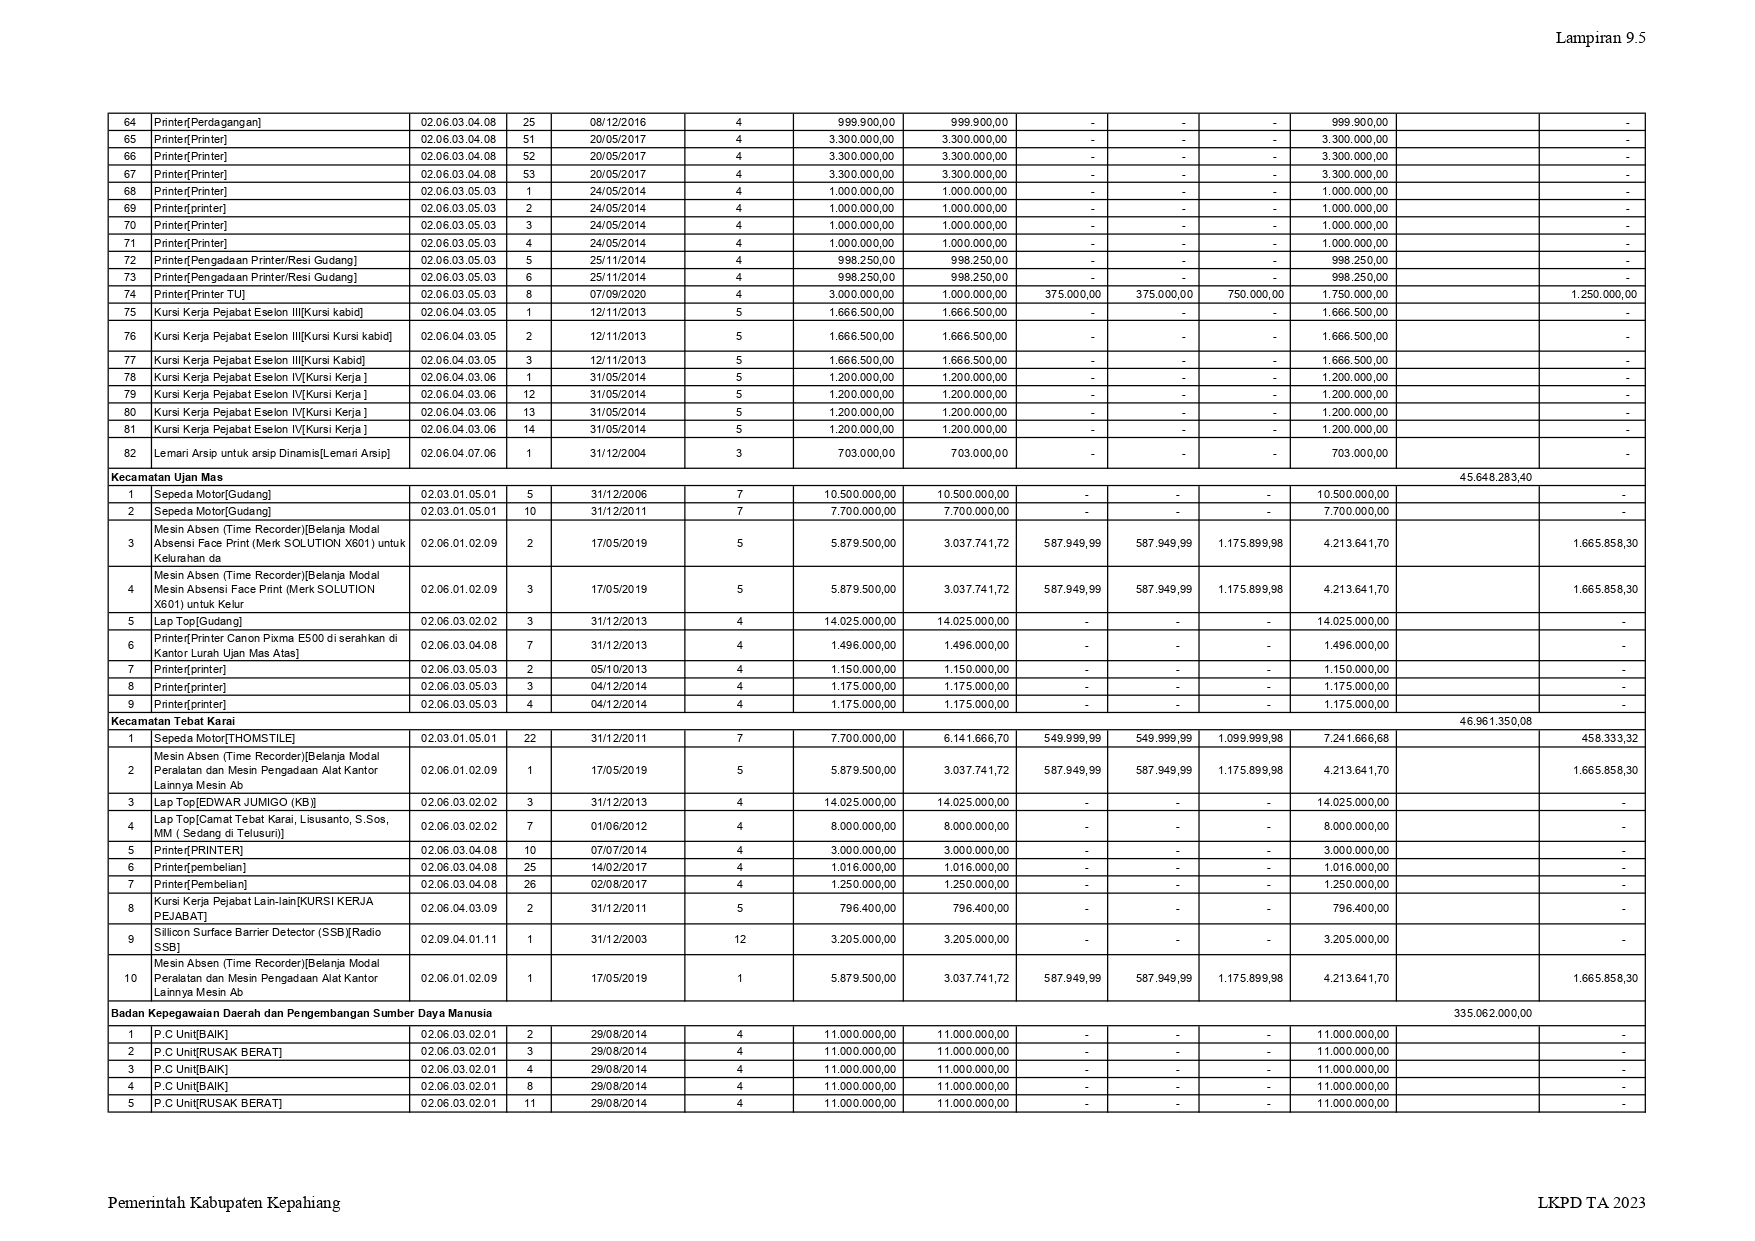 Lampiran 9.5
64 Printer[Perdagangan] 02.06.03.04.08 25 08/12/2016 4 999.900,00 999.900,00 - - - 999.900,00 -
65 Printer[Printer] 02.06.03.04.08 51 20/05/2017 4 3.300.000,00 3.300.000,00 - - - 3.300.000,00 -
66 Printer[Printer] 02.06.03.04.08 52 20/05/2017 4 3.300.000,00 3.300.000,00 - - - 3.300.000,00 -
67 Printer[Printer] 02.06.03.04.08 53 20/05/2017 4 3.300.000,00 3.300.000,00 - - - 3.300.000,00 -
68 Printer[Printer] 02.06.03.05.03 1 24/05/2014 4 1.000.000,00 1.000.000,00 - - - 1.000.000,00 -
69 Printer[printer] 02.06.03.05.03 2 24/05/2014 4 1.000.000,00 1.000.000,00 - - - 1.000.000,00 -
70 Printer[Printer] 02.06.03.05.03 3 24/05/2014 4 1.000.000,00 1.000.000,00 - - - 1.000.000,00 -
71 Printer[Printer] 02.06.03.05.03 4 24/05/2014 4 1.000.000,00 1.000.000,00 - - - 1.000.000,00 -
72 Printer[Pengadaan Printer/Resi Gudang] 02.06.03.05.03 5 25/11/2014 4 998.250,00 998.250,00 - - - 998.250,00 -
73 Printer[Pengadaan Printer/Resi Gudang] 02.06.03.05.03 6 25/11/2014 4 998.250,00 998.250,00 - - - 998.250,00 -
74 Printer[Printer TU] 02.06.03.05.03 8 07/09/2020 4 3.000.000,00 1.000.000,00 375.000,00 375.000,00 750.000,00 1.750.000,00 1.250.000,00
75 Kursi Kerja Pejabat Eselon III[Kursi kabid] 02.06.04.03.05 1 12/11/2013 5 1.666.500,00 1.666.500,00 - - - 1.666.500,00 -
76 Kursi Kerja Pejabat Eselon III[Kursi Kursi kabid] 02.06.04.03.05 2 12/11/2013 5 1.666.500,00 1.666.500,00 - - - 1.666.500,00 -
77 Kursi Kerja Pejabat Eselon III[Kursi Kabid] 02.06.04.03.05 3 12/11/2013 5 1.666.500,00 1.666.500,00 - - - 1.666.500,00 -
78 Kursi Kerja Pejabat Eselon IV[Kursi Kerja ] 02.06.04.03.06 1 31/05/2014 5 1.200.000,00 1.200.000,00 - - - 1.200.000,00 -
79 Kursi Kerja Pejabat Eselon IV[Kursi Kerja ] 02.06.04.03.06 12 31/05/2014 5 1.200.000,00 1.200.000,00 - - - 1.200.000,00 -
80 Kursi Kerja Pejabat Eselon IV[Kursi Kerja ] 02.06.04.03.06 13 31/05/2014 5 1.200.000,00 1.200.000,00 - - - 1.200.000,00 -
81 Kursi Kerja Pejabat Eselon IV[Kursi Kerja ] 02.06.04.03.06 14 31/05/2014 5 1.200.000,00 1.200.000,00 - - - 1.200.000,00 -
82 Lemari Arsip untuk arsip Dinamis[Lemari Arsip] 02.06.04.07.06 1 31/12/2004 3 703.000,00 703.000,00 - - - 703.000,00 -
Kecamatan Ujan Mas 45.648.283,40
1 Sepeda Motor[Gudang] 02.03.01.05.01 5 31/12/2006 7 10.500.000,00 10.500.000,00 - - - 10.500.000,00 -
2 Sepeda Motor[Gudang] 02.03.01.05.01 10 31/12/2011 7 7.700.000,00 7.700.000,00 - - - 7.700.000,00 -
Mesin Absen (Time Recorder)[Belanja Modal
3 Absensi Face Print (Merk SOLUTION X601) untuk 02.06.01.02.09 2 17/05/2019 5 5.879.500,00 3.037.741,72 587.949,99 587.949,99 1.175.899,98 4.213.641,70 1.665.858,30
Kelurahan da
Mesin Absen (Time Recorder)[Belanja Modal
4 Mesin Absensi Face Print (Merk SOLUTION 02.06.01.02.09 3 17/05/2019 5 5.879.500,00 3.037.741,72 587.949,99 587.949,99 1.175.899,98 4.213.641,70 1.665.858,30
X601) untuk Kelur
5 Lap Top[Gudang] 02.06.03.02.02 3 31/12/2013 4 14.025.000,00 14.025.000,00 - - - 14.025.000,00 -
6 Printer[Printer Canon Pixma E500 di serahkan di 02.06.03.04.08 7 31/12/2013 4 1.496.000,00 1.496.000,00 - - - 1.496.000,00 -
Kantor Lurah Ujan Mas Atas]
7 Printer[printer] 02.06.03.05.03 2 05/10/2013 4 1.150.000,00 1.150.000,00 - - - 1.150.000,00 -
8 Printer[printer] 02.06.03.05.03 3 04/12/2014 4 1.175.000,00 1.175.000,00 - - - 1.175.000,00 -
9 Printer[printer] 02.06.03.05.03 4 04/12/2014 4 1.175.000,00 1.175.000,00 - - - 1.175.000,00 -
Kecamatan Tebat Karai 46.961.350,08
1 Sepeda Motor[THOMSTILE] 02.03.01.05.01 22 31/12/2011 7 7.700.000,00 6.141.666,70 549.999,99 549.999,99 1.099.999,98 7.241.666,68 458.333,32
Mesin Absen (Time Recorder)[Belanja Modal
2 Peralatan dan Mesin Pengadaan Alat Kantor 02.06.01.02.09 1 17/05/2019 5 5.879.500,00 3.037.741,72 587.949,99 587.949,99 1.175.899,98 4.213.641,70 1.665.858,30
Lainnya Mesin Ab
3 Lap Top[EDWAR JUMIGO (KB)] 02.06.03.02.02 3 31/12/2013 4 14.025.000,00 14.025.000,00 - - - 14.025.000,00 -
4 Lap Top[Camat Tebat Karai, Lisusanto, S.Sos, 02.06.03.02.02 7 01/06/2012 4 8.000.000,00 8.000.000,00 - - - 8.000.000,00 -
MM ( Sedang di Telusuri)]
5 Printer[PRINTER] 02.06.03.04.08 10 07/07/2014 4 3.000.000,00 3.000.000,00 - - - 3.000.000,00 -
6 Printer[pembelian] 02.06.03.04.08 25 14/02/2017 4 1.016.000,00 1.016.000,00 - - - 1.016.000,00 -
7 Printer[Pembelian] 02.06.03.04.08 26 02/08/2017 4 1.250.000,00 1.250.000,00 - - - 1.250.000,00 -
8 Kursi Kerja Pejabat Lain-lain[KURSI KERJA 02.06.04.03.09 2 31/12/2011 5 796.400,00 796.400,00 - - - 796.400,00 -
PEJABAT]
9 Sillicon Surface Barrier Detector (SSB)[Radio 02.09.04.01.11 1 31/12/2003 12 3.205.000,00 3.205.000,00 - - - 3.205.000,00 -
SSB]
Mesin Absen (Time Recorder)[Belanja Modal
10 Peralatan dan Mesin Pengadaan Alat Kantor 02.06.01.02.09 1 17/05/2019 1 5.879.500,00 3.037.741,72 587.949,99 587.949,99 1.175.899,98 4.213.641,70 1.665.858,30
Lainnya Mesin Ab
Badan Kepegawaian Daerah dan Pengembangan Sumber Daya Manusia 335.062.000,00
1 P.C Unit[BAIK] 02.06.03.02.01 2 29/08/2014 4 11.000.000,00 11.000.000,00 - - - 11.000.000,00 -
2 P.C Unit[RUSAK BERAT] 02.06.03.02.01 3 29/08/2014 4 11.000.000,00 11.000.000,00 - - - 11.000.000,00 -
3 P.C Unit[BAIK] 02.06.03.02.01 4 29/08/2014 4 11.000.000,00 11.000.000,00 - - - 11.000.000,00 -
4 P.C Unit[BAIK] 02.06.03.02.01 8 29/08/2014 4 11.000.000,00 11.000.000,00 - - - 11.000.000,00 -
5 P.C Unit[RUSAK BERAT] 02.06.03.02.01 11 29/08/2014 4 11.000.000,00 11.000.000,00 - - - 11.000.000,00 -
Pemerintah Kabupaten Kepahiang LKPD TA 2023